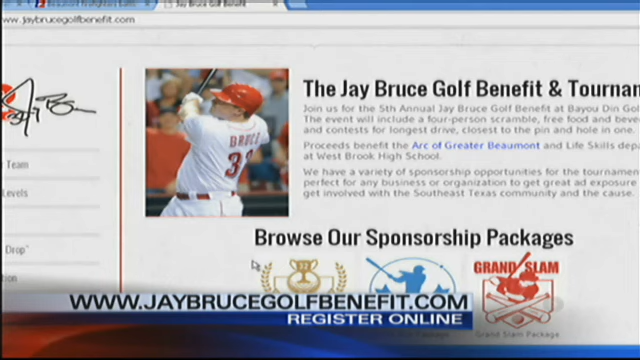 Jay Bruce Golf Benefit
www.jaybrucegolfbenefit.com
The Jay Bruce Golf Benefit & Tourna
Join us for the 5th Annual Jay Bruce Golf Benefit at Bayou Din Gol
The event will include a four-person scramble, free food and beve
and contests for longest drive, closest to the pin and hole in one.
Proceeds benefit the Arc of Greater Beaumont and Life Skills depa
at West Brook High School.
We have a variety of sponsorship opportunities for the tournamen
perfect for any business or organization to get great ad exposure
get involved with the Southeast Texas community and the cause.
BRUCE
Team
Levels
Drop"
tion
Browse Our Sponsorship Packages
GRAND SLAM
Grand Slam Package
WWW.JAYBRUCEGOLFBENEFIT.COM
REGISTER ONLINE